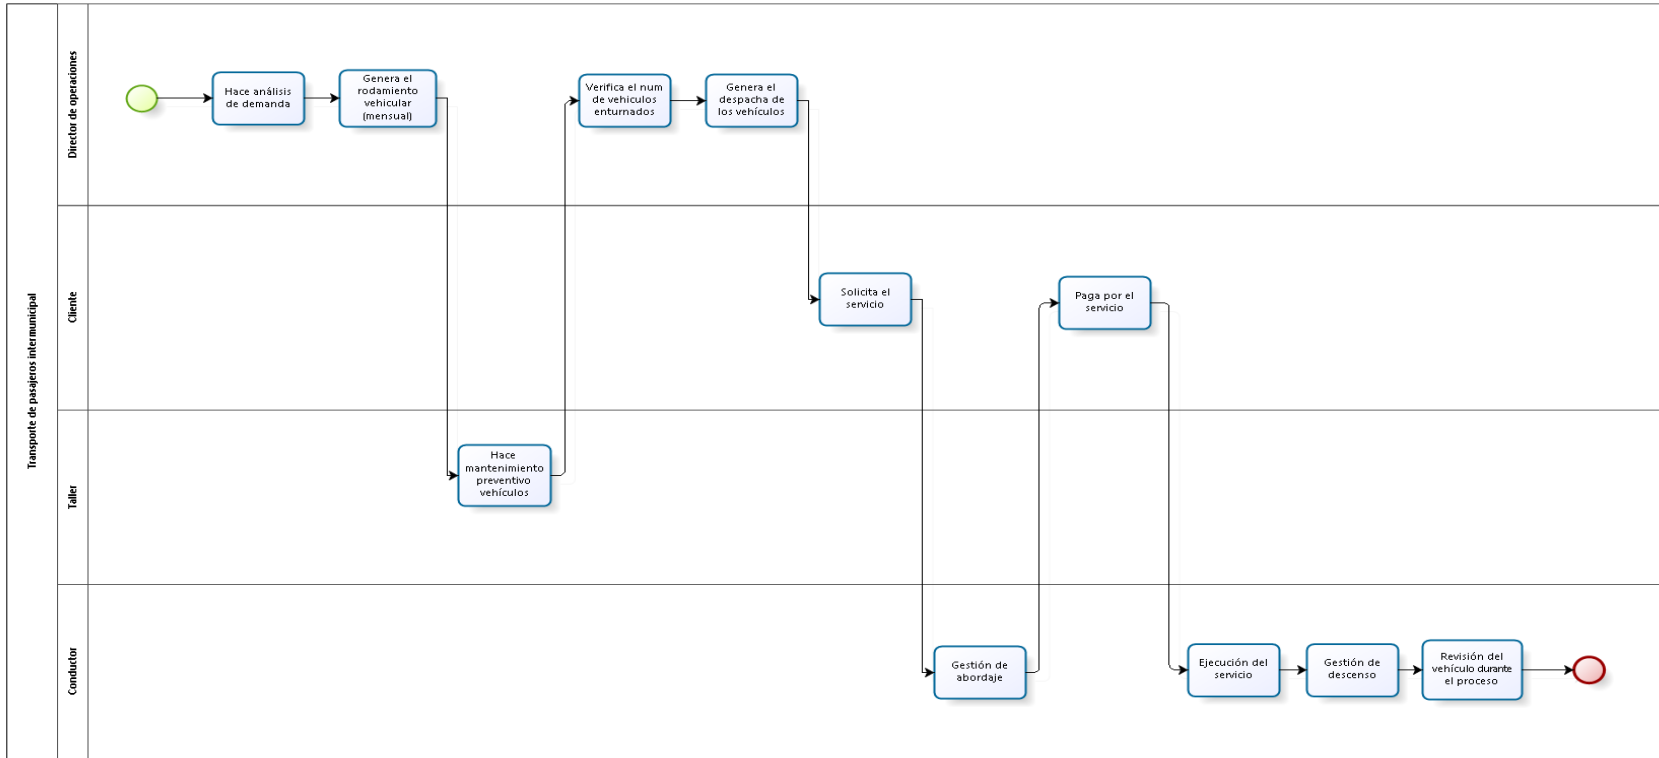 Transporte de pasajeros intermunicipal
Director de operaciones
Hace análisis
de demanda
Genera el
rodamiento
vehicular
(mensual)
Verifica el num
de vehiculos
enturnados
Genera el
despacha de
los vehículos
Cliente
Solicita el
servicio
Paga por el
servicio
Taller
Hace
mantenimiento
preventivo
vehículos
Conductor
Gestión de
abordaje
Ejecución del
servicio
Gestión de
descenso
Revisión del
vehículo durante
el proceso